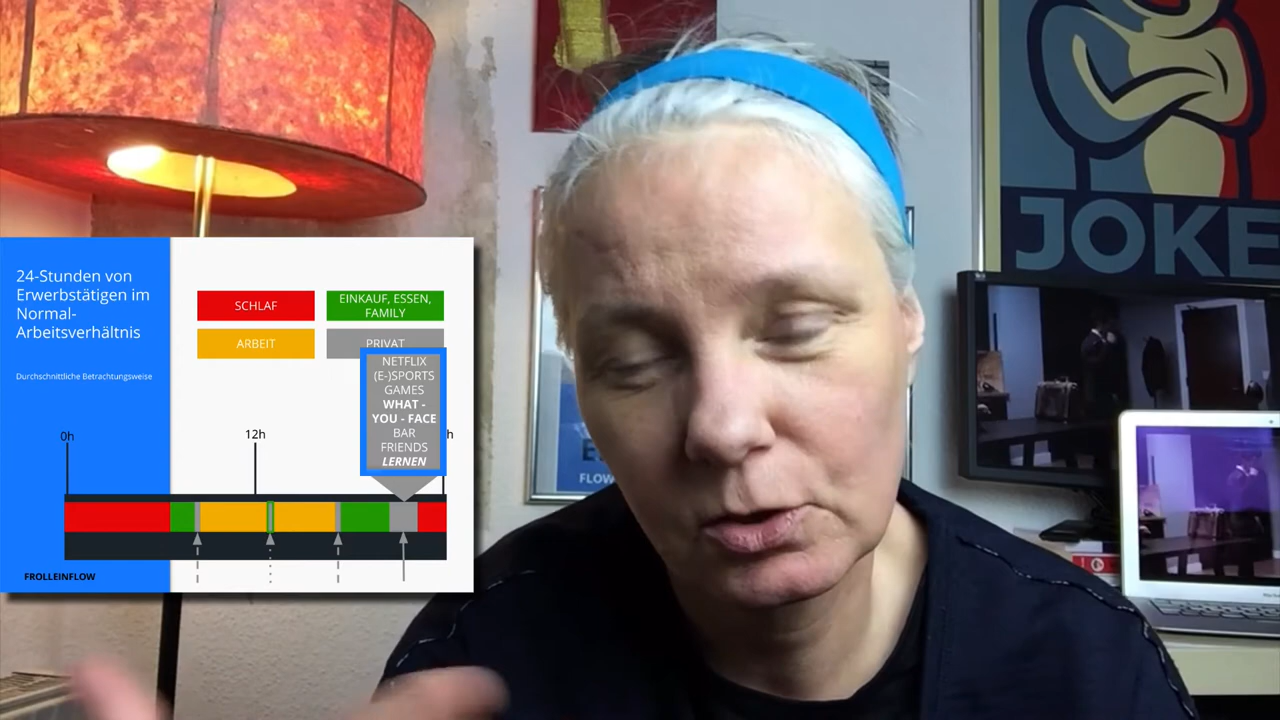 24-Stunden von
Erwerbstätigen im
Normal-
Arbeitsverhältnis
Durchschnittliche Betrachtungsweise
SCHLAF
EINKAUF, ESSEN,
FAMILY
ARBEIT
PRIVAT
NETFLIX
(E-)SPORTS
GAMES
WHAT -
YOU - FACE
BAR
FRIENDS
LERNEN
0h
12h
h
FROLLEINFLOW
JOKE
FLOW